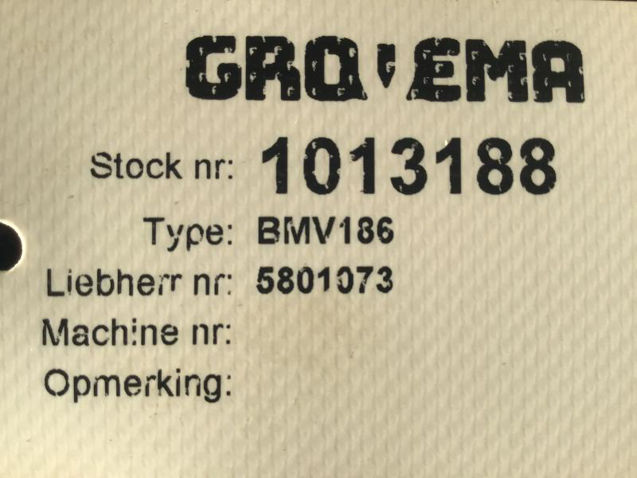 GROVEMA
Stock nr: 1013188
Type: BMV186
Liebherr nr: 5801073
Machine nr:
Opmerking: